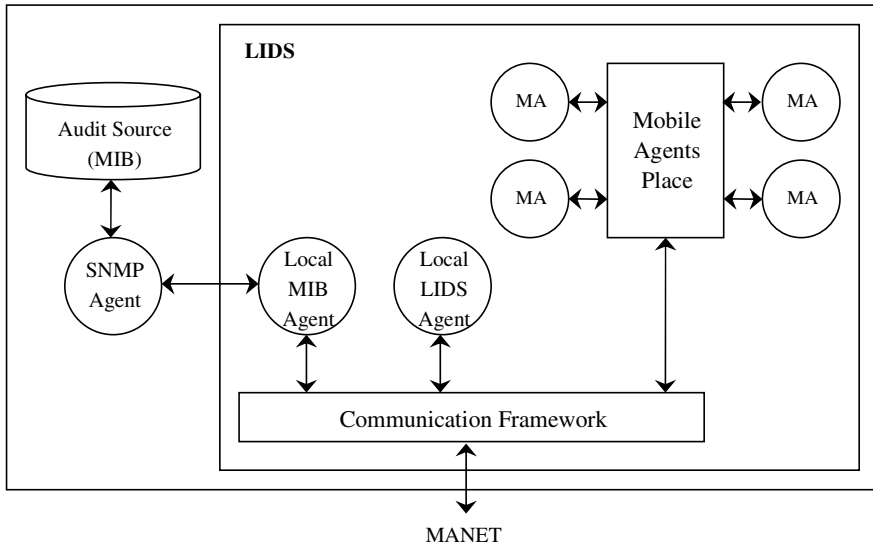 LIDS
Audit Source
(MIB)
MA
MA
Mobile
Agents
Place
MA
MA
SNMP
Agent
Local
MIB
Agent
Local
LIDS
Agent
Communication Framework
MANET